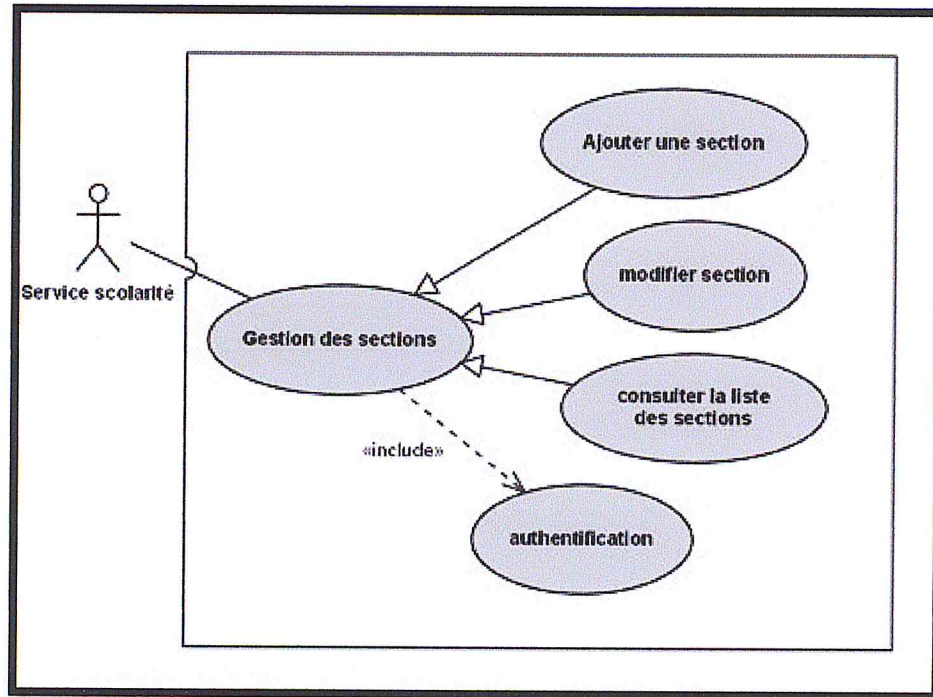 Ajouter une section
modifier section
Service scolarité
Gestion des sections
consulter la liste
des sections
«include»
authentification